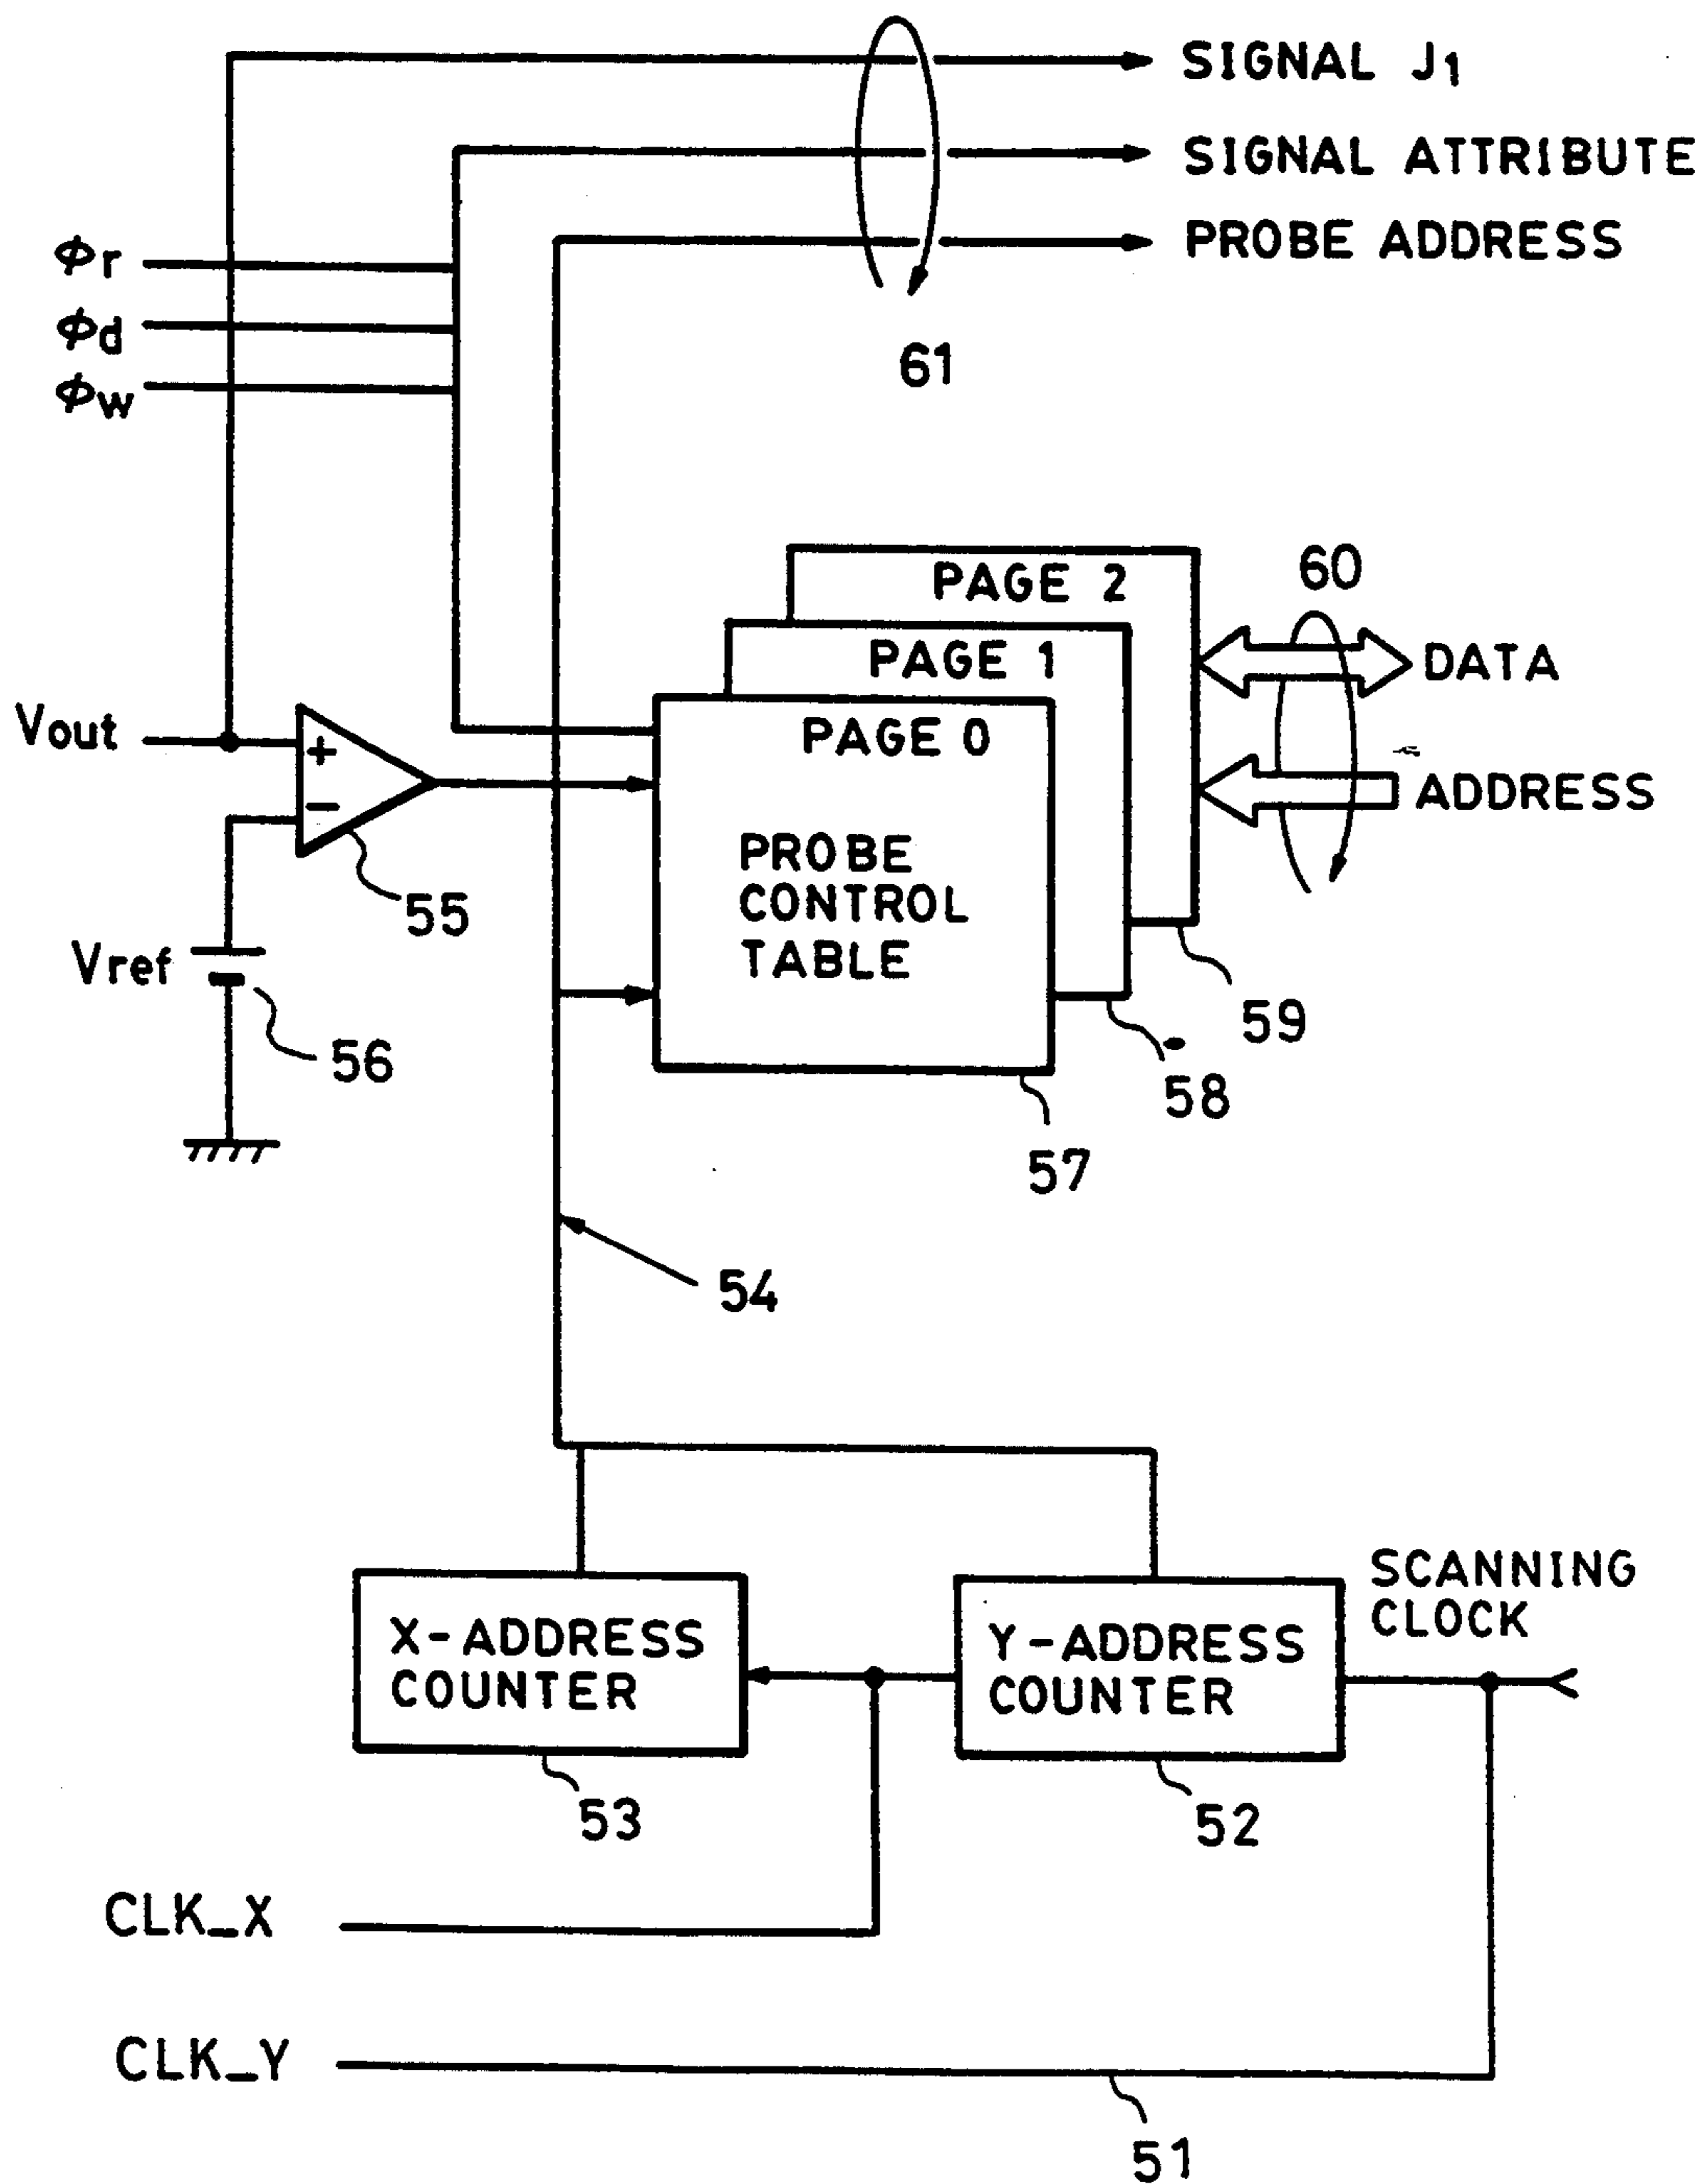 SIGNAL J1
SIGNAL ATTRIBUTE
PROBE ADDRESS
ϕr
ϕd
ϕw
61
PAGE 2
60
PAGE 1
DATA
Vout
+
PAGE 0
−
ADDRESS
PROBE
CONTROL
TABLE
55
Vref
56
59
58
57
54
SCANNING
CLOCK
X-ADDRESS
COUNTER
Y-ADDRESS
COUNTER
53
52
CLK_X
CLK_Y
51